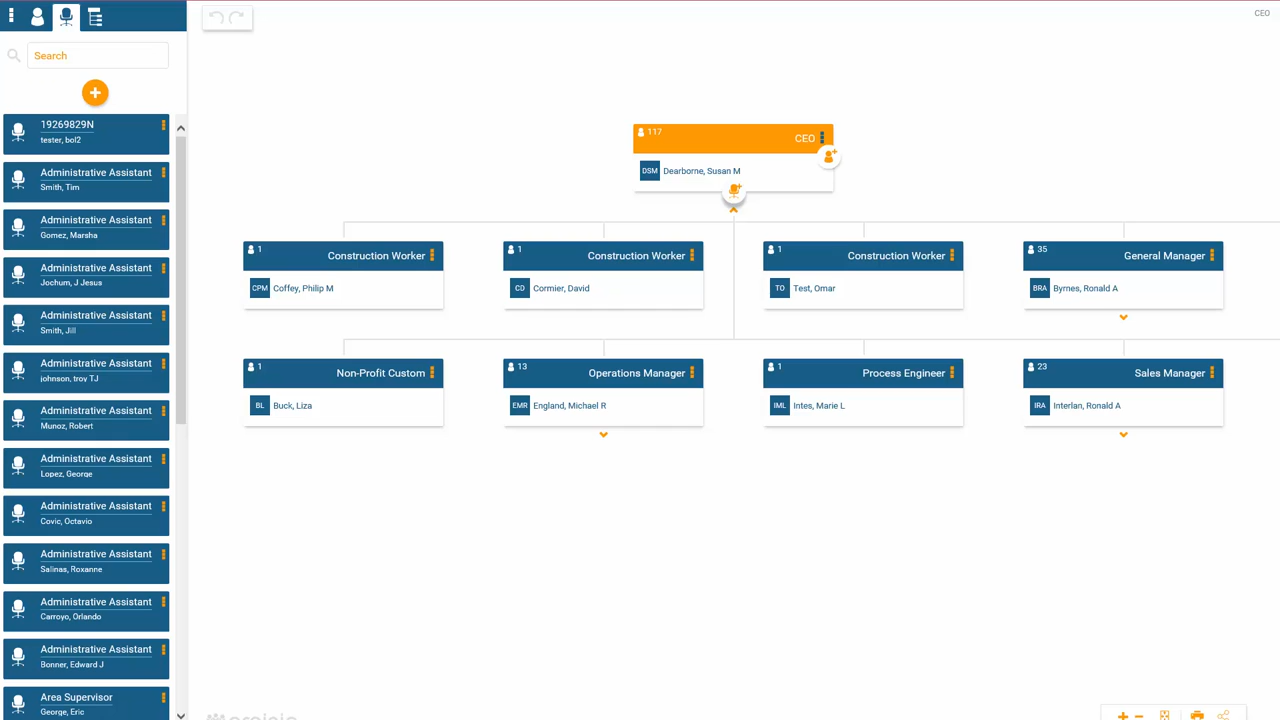 CEO
Search
19269829N
tester, bol2
Administrative Assistant
Smith, Tim
Administrative Assistant
Gomez, Marsha
Administrative Assistant
Jochum, J Jesus
Administrative Assistant
Smith, Jill
Administrative Assistant
johnson, troy TJ
Administrative Assistant
Munoz, Robert
Administrative Assistant
Lopez, George
Administrative Assistant
Covic, Octavio
Administrative Assistant
Salinas, Roxanne
Administrative Assistant
Carroyo, Orlando
Administrative Assistant
Bonner, Edward J
Area Supervisor
George, Eric
117 CEO
DSM Dearborne, Susan M
1 Construction Worker
CPM Coffey, Philip M
1 Construction Worker
CD Cormier, David
1 Construction Worker
TO Test, Omar
35 General Manager
BRA Byrnes, Ronald A
1 Non-Profit Custom
BL Buck, Liza
13 Operations Manager
EMR England, Michael R
1 Process Engineer
IML Intes, Marie L
23 Sales Manager
IRA Interlan, Ronald A